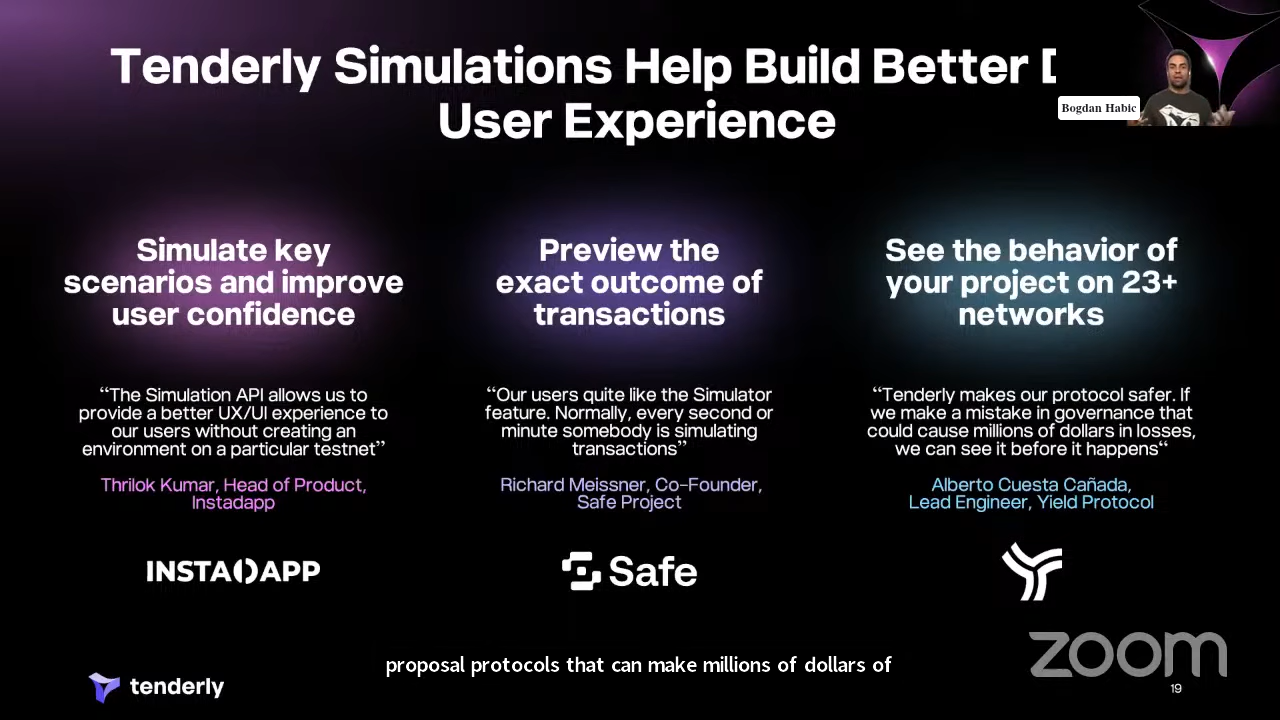 Tenderly Simulations Help Build Better
User Experience
Bogdan Habic
Simulate key
scenarios and improve
user confidence
“The Simulation API allows us to
provide a better UX/UI experience to
our users without creating an
environment on a particular testnet”
Thrilok Kumar, Head of Product,
Instadapp
INSTADAPP
Preview the
exact outcome of
transactions
“Our users quite like the Simulator
feature. Normally, every second or
minute somebody is simulating
transactions”
Richard Meissner, Co-Founder,
Safe Project
Safe
See the behavior of
your project on 23+
networks
“Tenderly makes our protocol safer. If
we make a mistake in governance that
could cause millions of dollars in losses,
we can see it before it happens“
Alberto Cuesta Cañada,
Lead Engineer, Yield Protocol
proposal protocols that can make millions of dollars of
zoom
tenderly
19